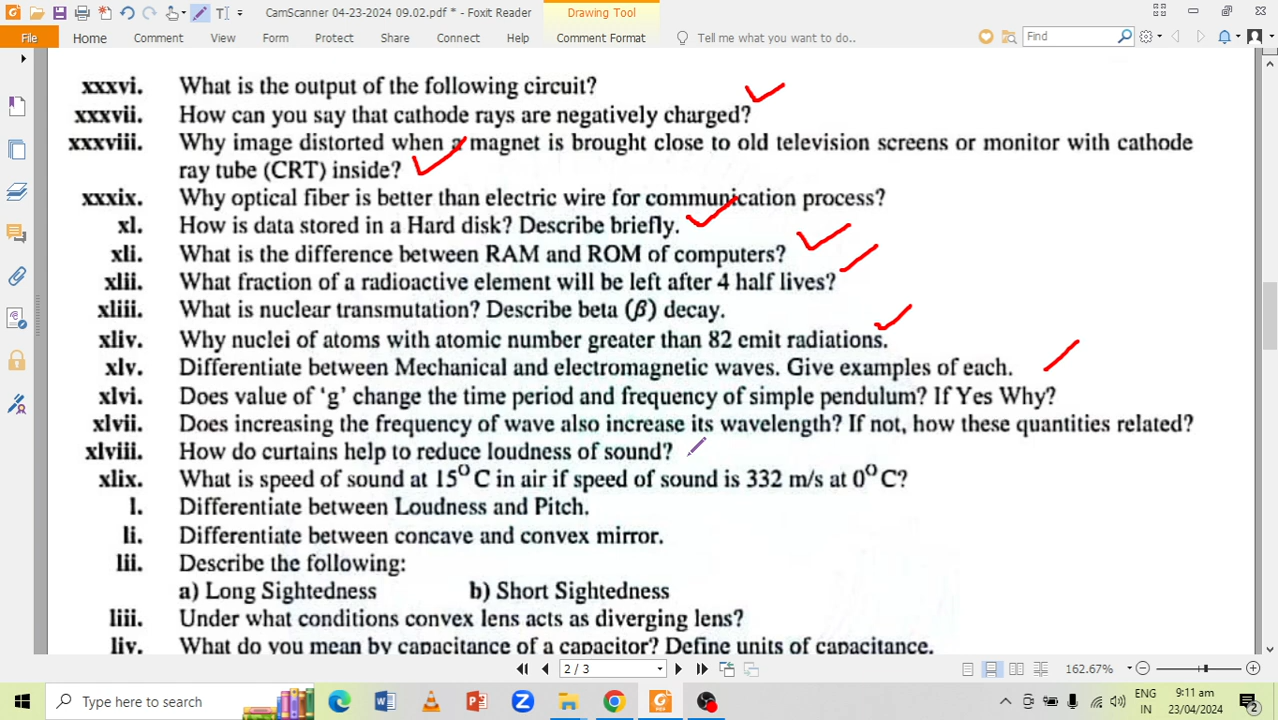 CamScanner 04-23-2024 09.02.pdf * - Foxit Reader
Drawing Tool
File Home Comment View Form Protect Share Connect Help Comment Format Tell me what you want to do.. Find
xxxvi. What is the output of the following circuit?
xxxvii. How can you say that cathode rays are negatively charged?
xxxviii. Why image distorted when a magnet is brought close to old television screens or monitor with cathode
ray tube (CRT) inside?
xxxix. Why optical fiber is better than electric wire for communication process?
xl. How is data stored in a Hard disk? Describe briefly.
xli. What is the difference between RAM and ROM of computers?
xlii. What fraction of a radioactive element will be left after 4 half lives?
xliii. What is nuclear transmutation? Describe beta (β) decay.
xliv. Why nuclei of atoms with atomic number greater than 82 emit radiations.
xlv. Differentiate between Mechanical and electromagnetic waves. Give examples of each.
xlvi. Does value of ‘g’ change the time period and frequency of simple pendulum? If Yes Why?
xlvii. Does increasing the frequency of wave also increase its wavelength? If not, how these quantities related?
xlviii. How do curtains help to reduce loudness of sound?
xlix. What is speed of sound at 15⁰ C in air if speed of sound is 332 m/s at 0⁰ C?
l. Differentiate between Loudness and Pitch.
li. Differentiate between concave and convex mirror.
lii. Describe the following:
a) Long Sightedness b) Short Sightedness
liii. Under what conditions convex lens acts as diverging lens?
liv. What do you mean by capacitance of a capacitor? Define units of capacitance.
2 / 3 162.67%
Type here to search ENG 9:11 am
IN 23/04/2024 2